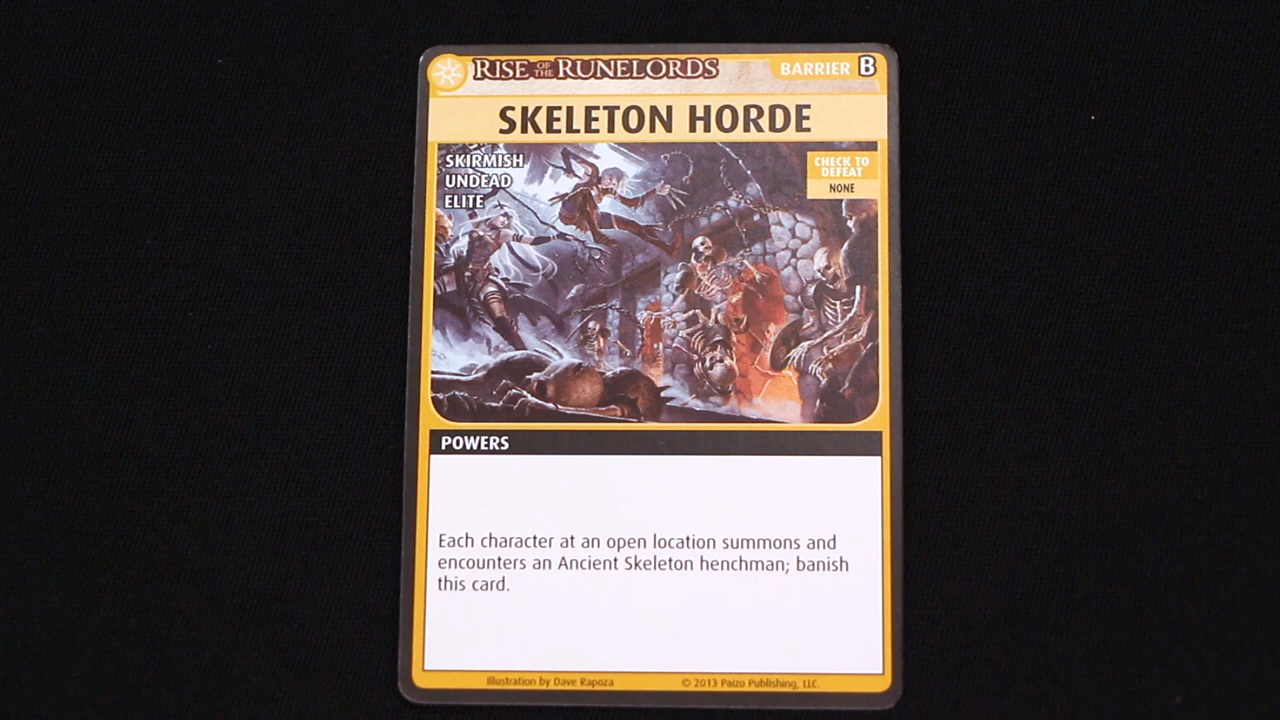 RISE OF THE RUNELORDS
BARRIER B
SKELETON HORDE
SKIRMISH
UNDEAD
ELITE
CHECK TO
DEFEAT
NONE
POWERS
Each character at an open location summons and
encounters an Ancient Skeleton henchman; banish
this card.
Illustration by Dave Rapoza
© 2013 Paizo Publishing, LLC.